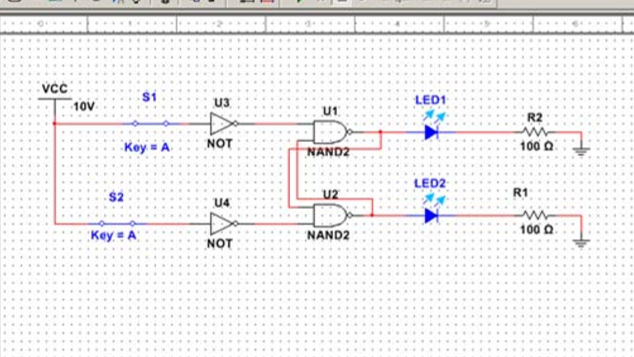 VCC
10V
S1
Key = A
U3
NOT
U1
NAND2
LED1
R2
100 Ω
S2
Key = A
U4
NOT
U2
NAND2
LED2
R1
100 Ω